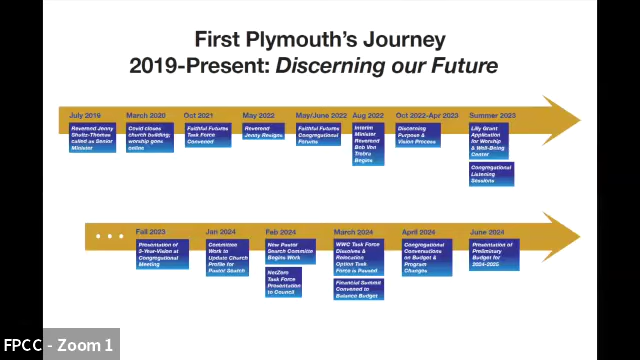 First Plymouth's Journey
2019-Present: Discerning our Future
July 2019
Reverend Jenny
Shultz-Thomas
called as Senior
Minister
March 2020
Covid closes
church building;
worship goes
online
Oct 2021
Faithful Futures
Task Force
Convened
May 2022
Reverend
Jenny Resigns
May/June 2022
Faithful Futures
Congregational
Forums
Aug 2022
Interim
Minister
Reverend
Bob Von
Trebra
Begins
Oct 2022-Apr 2023
Discerning
Purpose &
Vision Process
Summer 2023
Lilly Grant
Application
for Worship
& Well-Being
Center
Congregational
Listening
Sessions
Fall 2023
Presentation of
3-Year-Vision at
Congregational
Meeting
Jan 2024
Committee
Work to
Update Church
Profile for
Pastor Search
Feb 2024
New Pastor
Search Committe
Begins Work
NetZero
Task Force
Presentation
to Council
March 2024
WWC Task Force
Dissolves &
Relocation
Option Task
Force is Paused
Financial Summit
Convened to
Balance Budget
April 2024
Congregational
Conversations
on Budget &
Program
Changes
June 2024
Presentation of
Preliminary
Budget for
2024-2025
FPCC - Zoom 1